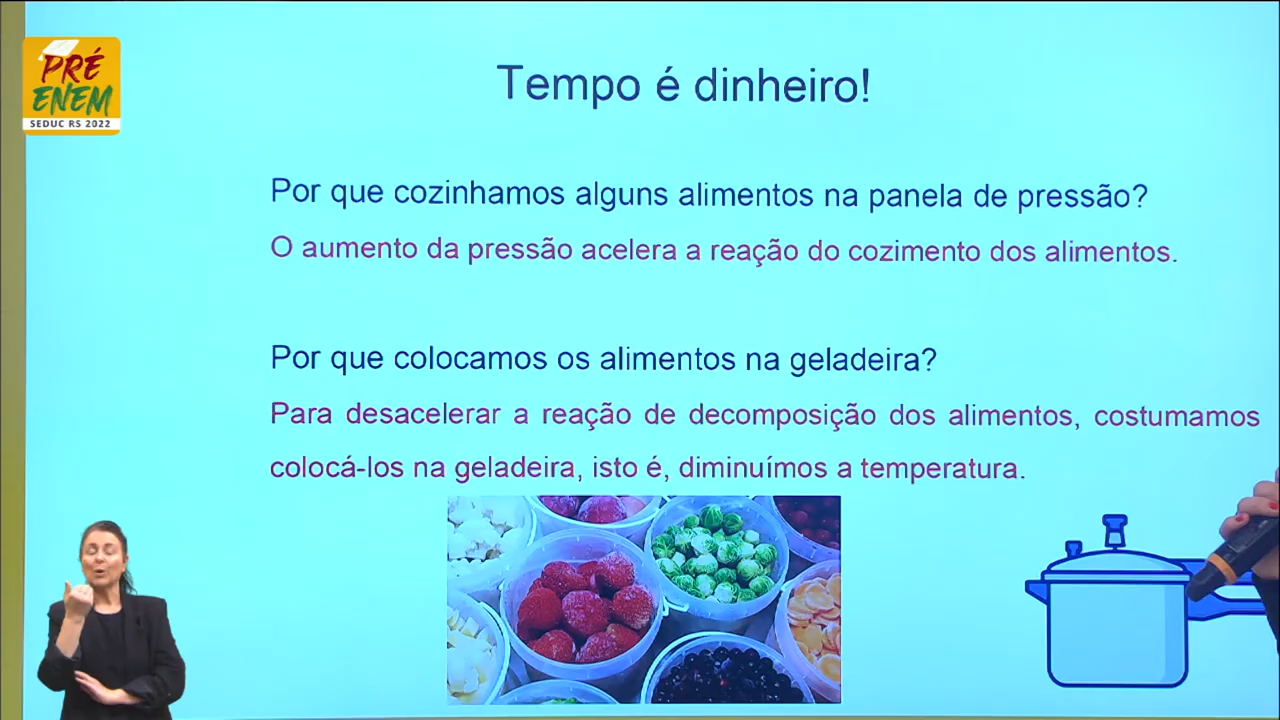 PRÉ
ENEM
SEDUC RS 2022
Tempo é dinheiro!
Por que cozinhamos alguns alimentos na panela de pressão?
O aumento da pressão acelera a reação do cozimento dos alimentos.
Por que colocamos os alimentos na geladeira?
Para desacelerar a reação de decomposição dos alimentos, costumamos
colocá-los na geladeira, isto é, diminuímos a temperatura.